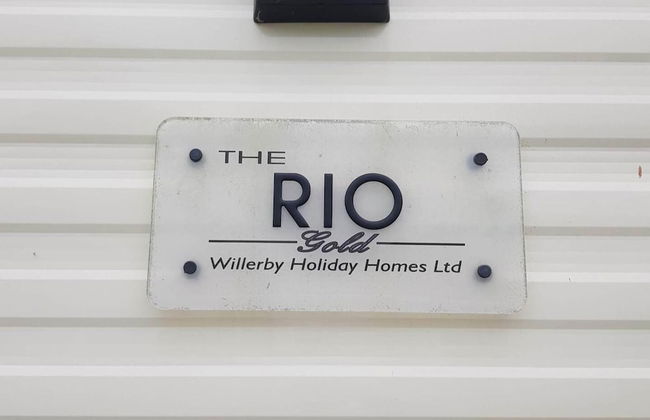 THE
RIO
Gold
Willerby Holiday Homes Ltd